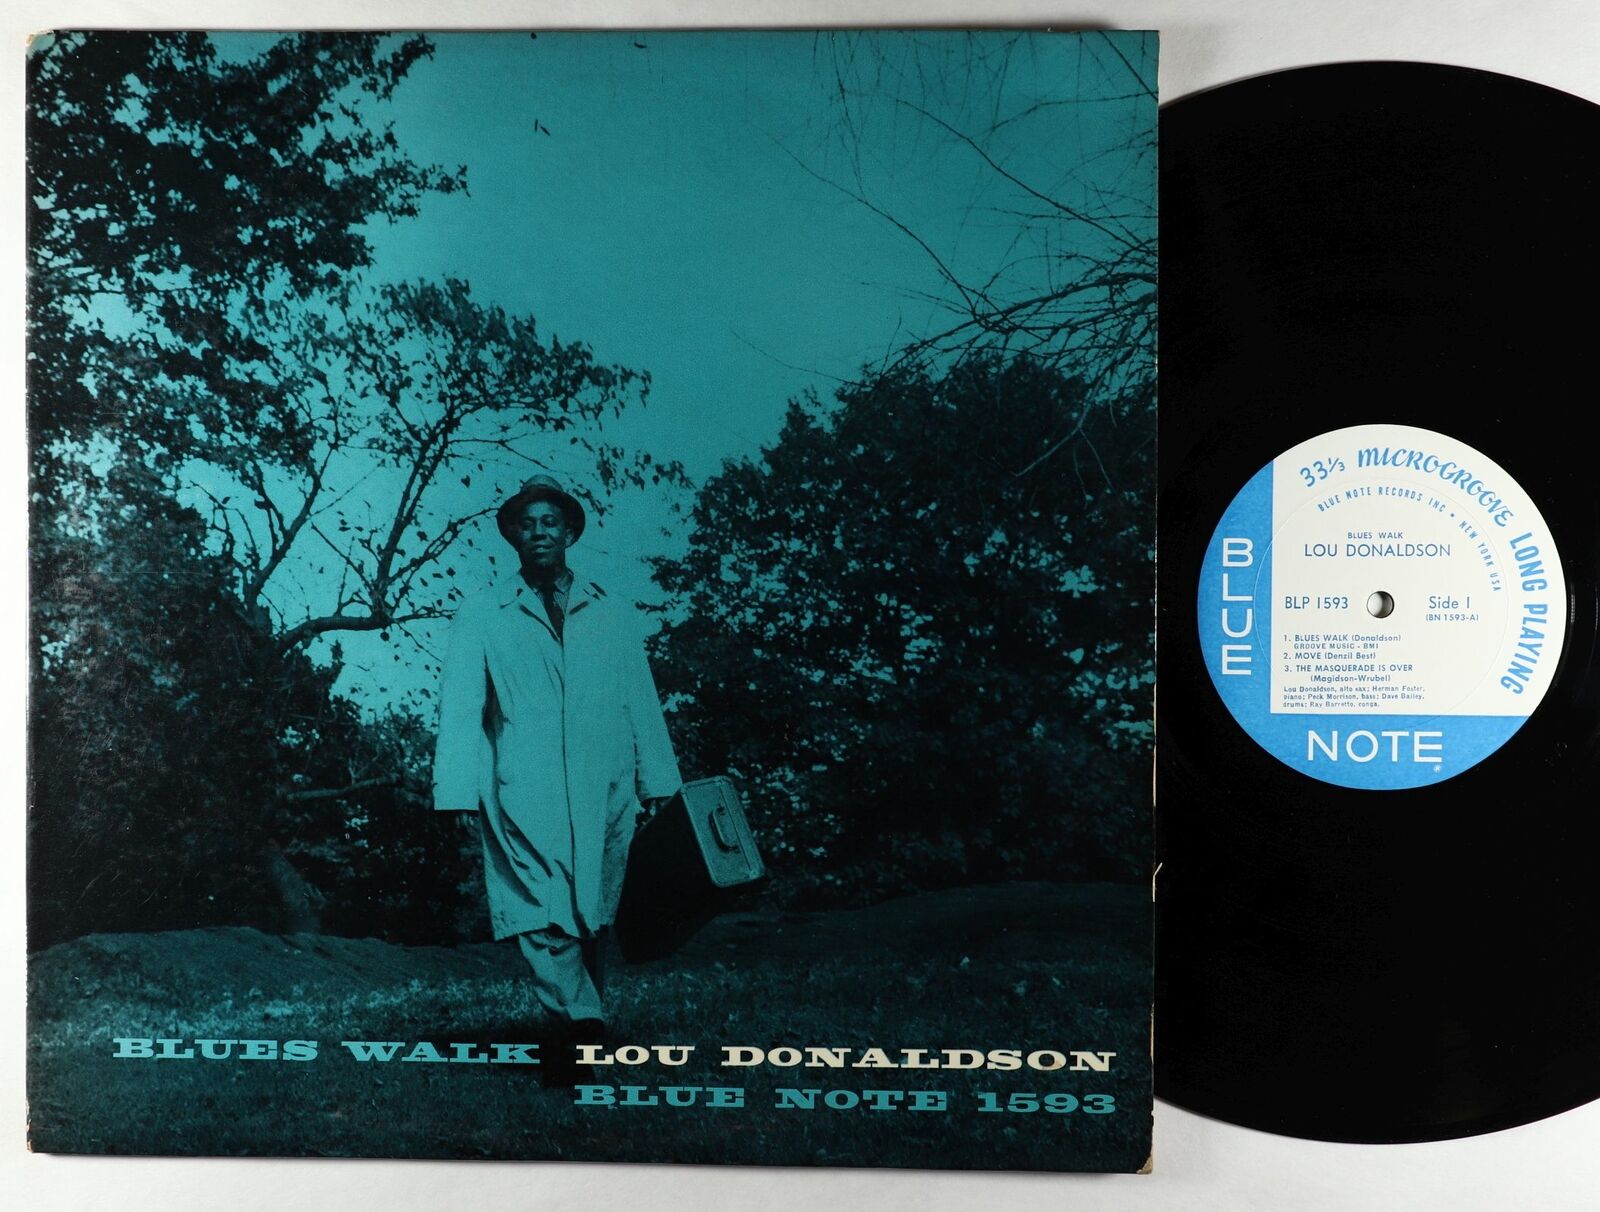 BLUES WALK LOU DONALDSON
BLUE NOTE 1593
33 1/3 MICROGROOVE LONG PLAYING
BLUE NOTE RECORDS INC • NEW YORK USA
BLUES WALK
LOU DONALDSON
BLP 1593 Side 1
(BN 1593-A)
1. BLUES WALK (Donaldson)
GROOVE MUSIC - BMI
2. MOVE (Denzil Best)
3. THE MASQUERADE IS OVER
(Magidson-Wrubel)
Lou Donaldson, alto sax; Herman Foster,
piano; Peck Morrison, bass; Dave Bailey,
drums; Ray Barretto, conga.
BLUE
NOTE
®